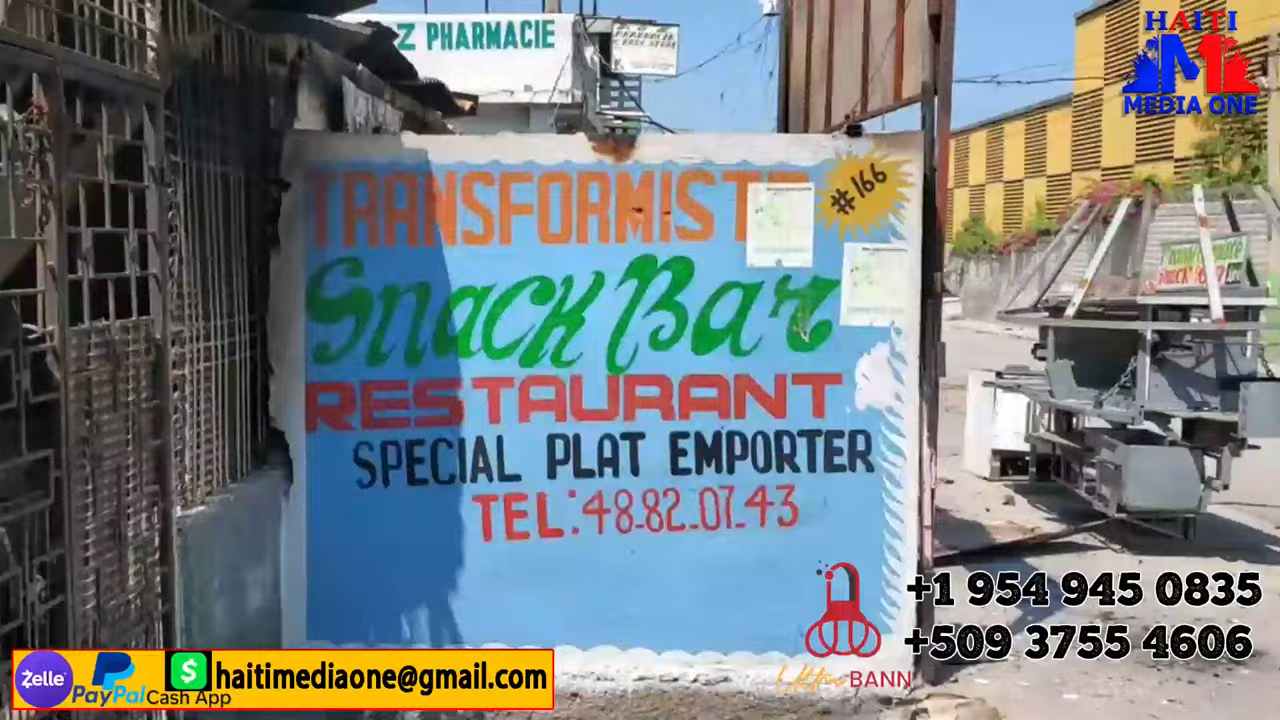 Z PHARMACIE
HAITI
MEDIA ONE
TRANSFORMISTE
#166
Snack Bar
RESTAURANT
SPECIAL PLAT EMPORTER
TEL:48-82-07-43
+1 954 945 0835
+509 3755 4606
BANN
Zelle
PayPal
Cash App
haitimediaone@gmail.com